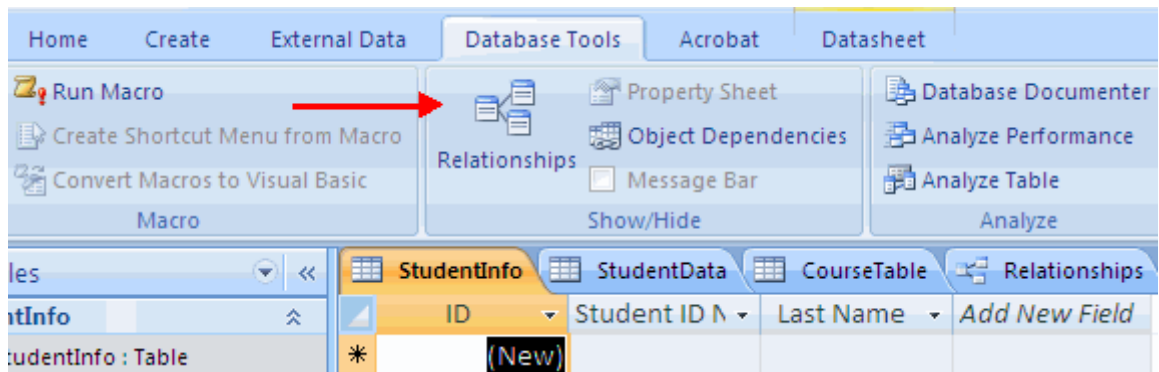 Home Create External Data Database Tools Acrobat Datasheet
Run Macro
Create Shortcut Menu from Macro
Convert Macros to Visual Basic
Macro
Relationships
Property Sheet
Object Dependencies
Message Bar
Show/Hide
Database Documenter
Analyze Performance
Analyze Table
Analyze
les
ntInfo
tudentInfo : Table
StudentInfo StudentData CourseTable Relationships
ID Student ID N Last Name Add New Field
* (New)